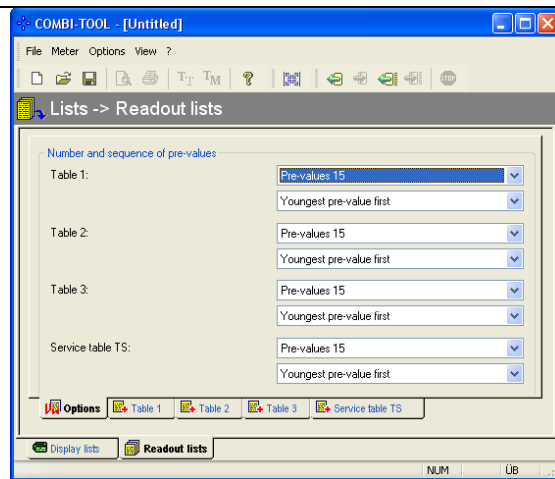 COMBI-TOOL - [Untitled]
File Meter Options View ?
TT TM ? STOP
Lists -> Readout lists
Number and sequence of pre-values
Table 1: Pre-values 15
Youngest pre-value first
Table 2: Pre-values 15
Youngest pre-value first
Table 3: Pre-values 15
Youngest pre-value first
Service table TS: Pre-values 15
Youngest pre-value first
Options Table 1 Table 2 Table 3 Service table TS
Display lists Readout lists
NUM ÜB